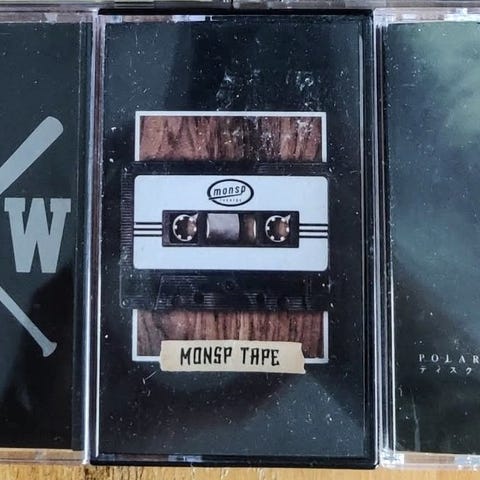 W
monsp
records
MONSP TAPE
POLAR
ディスク